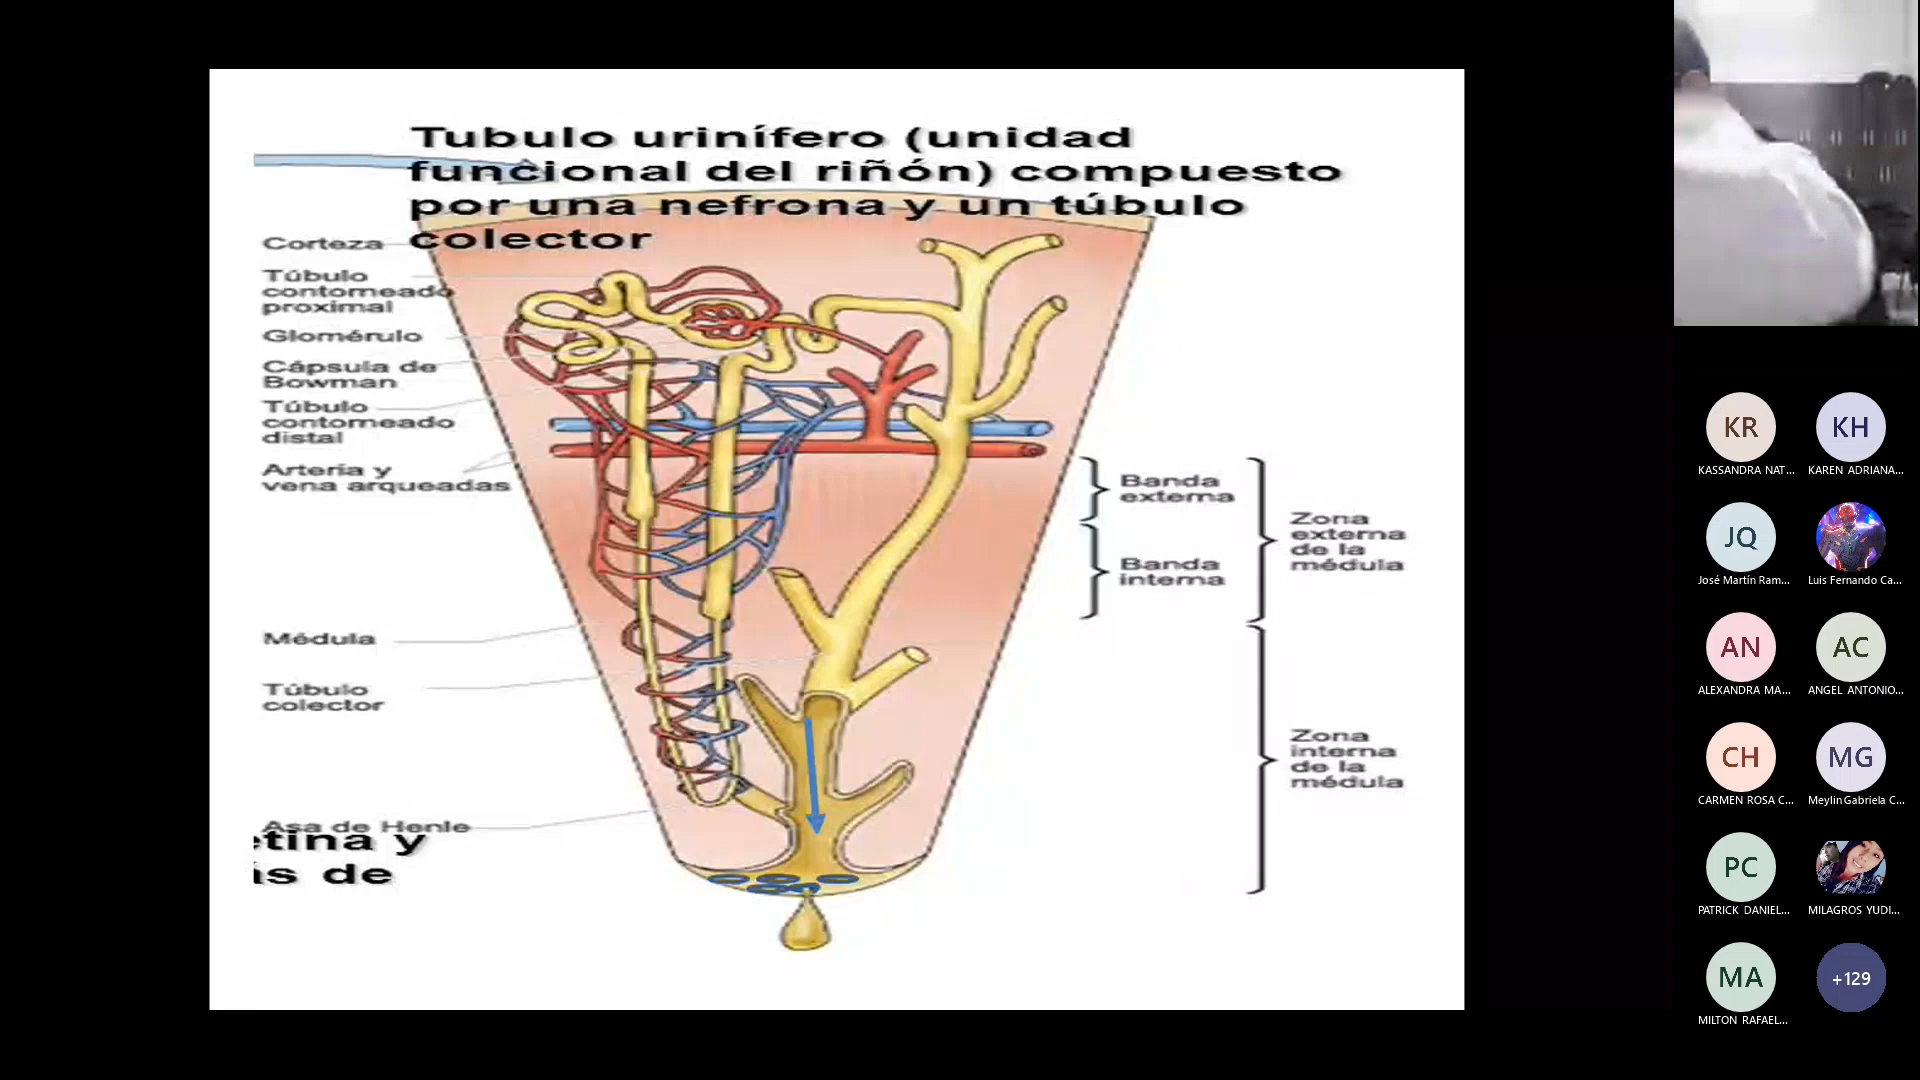 Tubulo urinífero (unidad
funcional del riñón) compuesto
por una nefrona y un túbulo
colector
Corteza
Túbulo
contorneado
proximal
Glomérulo
Cápsula de
Bowman
Túbulo
contorneado
distal
Arteria y
vena arqueadas
Médula
Túbulo
colector
Asa de Henle
etina y
as de
Banda
externa
Banda
interna
Zona
externa
de la
médula
Zona
interna
de la
médula
KR
KASSANDRA NAT...
KH
KAREN ADRIANA...
JQ
José Martín Ram...
Luis Fernando Ca...
AN
ALEXANDRA MA...
AC
ANGEL ANTONIO...
CH
CARMEN ROSA C...
MG
Meylin Gabriela C...
PC
PATRICK DANIEL...
MILAGROS YUDI...
MA
MILTON RAFAEL...
+129